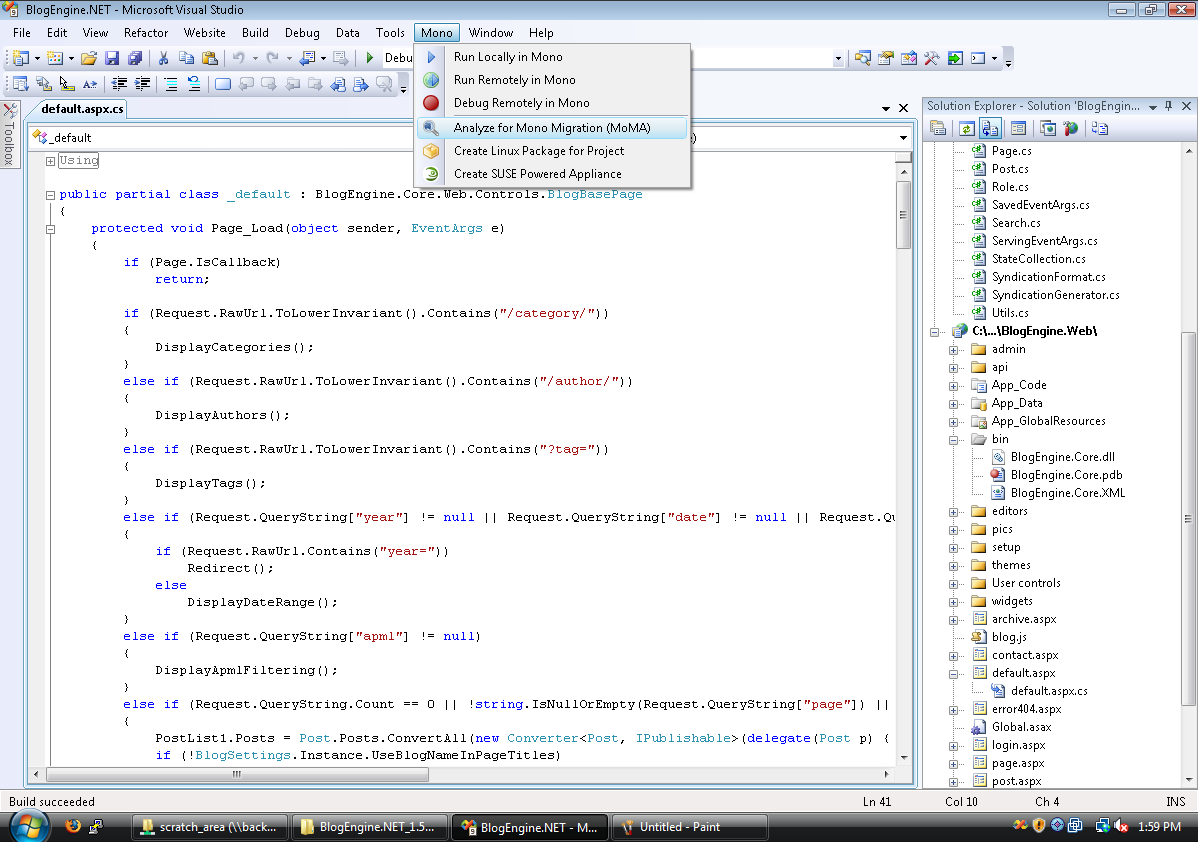 BlogEngine.NET - Microsoft Visual Studio
File Edit View Refactor Website Build Debug Data Tools Mono Window Help
Debu
Run Locally in Mono
Run Remotely in Mono
Debug Remotely in Mono
Analyze for Mono Migration (MoMA)
Create Linux Package for Project
Create SUSE Powered Appliance
Toolbox
default.aspx.cs
_default
Using
public partial class _default : BlogEngine.Core.Web.Controls.BlogBasePage
{
protected void Page_Load(object sender, EventArgs e)
{
if (Page.IsCallback)
return;
if (Request.RawUrl.ToLowerInvariant().Contains("/category/"))
{
DisplayCategories();
}
else if (Request.RawUrl.ToLowerInvariant().Contains("/author/"))
{
DisplayAuthors();
}
else if (Request.RawUrl.ToLowerInvariant().Contains("?tag="))
{
DisplayTags();
}
else if (Request.QueryString["year"] != null || Request.QueryString["date"] != null || Request.Qu
{
if (Request.RawUrl.Contains("year="))
Redirect();
else
DisplayDateRange();
}
else if (Request.QueryString["apml"] != null)
{
DisplayApmlFiltering();
}
else if (Request.QueryString.Count == 0 || !string.IsNullOrEmpty(Request.QueryString["page"]) ||
{
PostList1.Posts = Post.Posts.ConvertAll(new Converter<Post, IPublishable>(delegate(Post p) {
if (!BlogSettings.Instance.UseBlogNameInPageTitles)
Solution Explorer - Solution 'BlogEngin...
Page.cs
Post.cs
Role.cs
SavedEventArgs.cs
Search.cs
ServingEventArgs.cs
StateCollection.cs
SyndicationFormat.cs
SyndicationGenerator.cs
Utils.cs
C:\...\BlogEngine.Web\
admin
api
App_Code
App_Data
App_GlobalResources
bin
BlogEngine.Core.dll
BlogEngine.Core.pdb
BlogEngine.Core.XML
editors
pics
setup
themes
User controls
widgets
archive.aspx
blog.js
contact.aspx
default.aspx
default.aspx.cs
error404.aspx
Global.asax
login.aspx
page.aspx
post.aspx
Build succeeded Ln 41 Col 10 Ch 4 INS
scratch_area (\\back... BlogEngine.NET_1.5... BlogEngine.NET - M... Untitled - Paint 1:59 PM